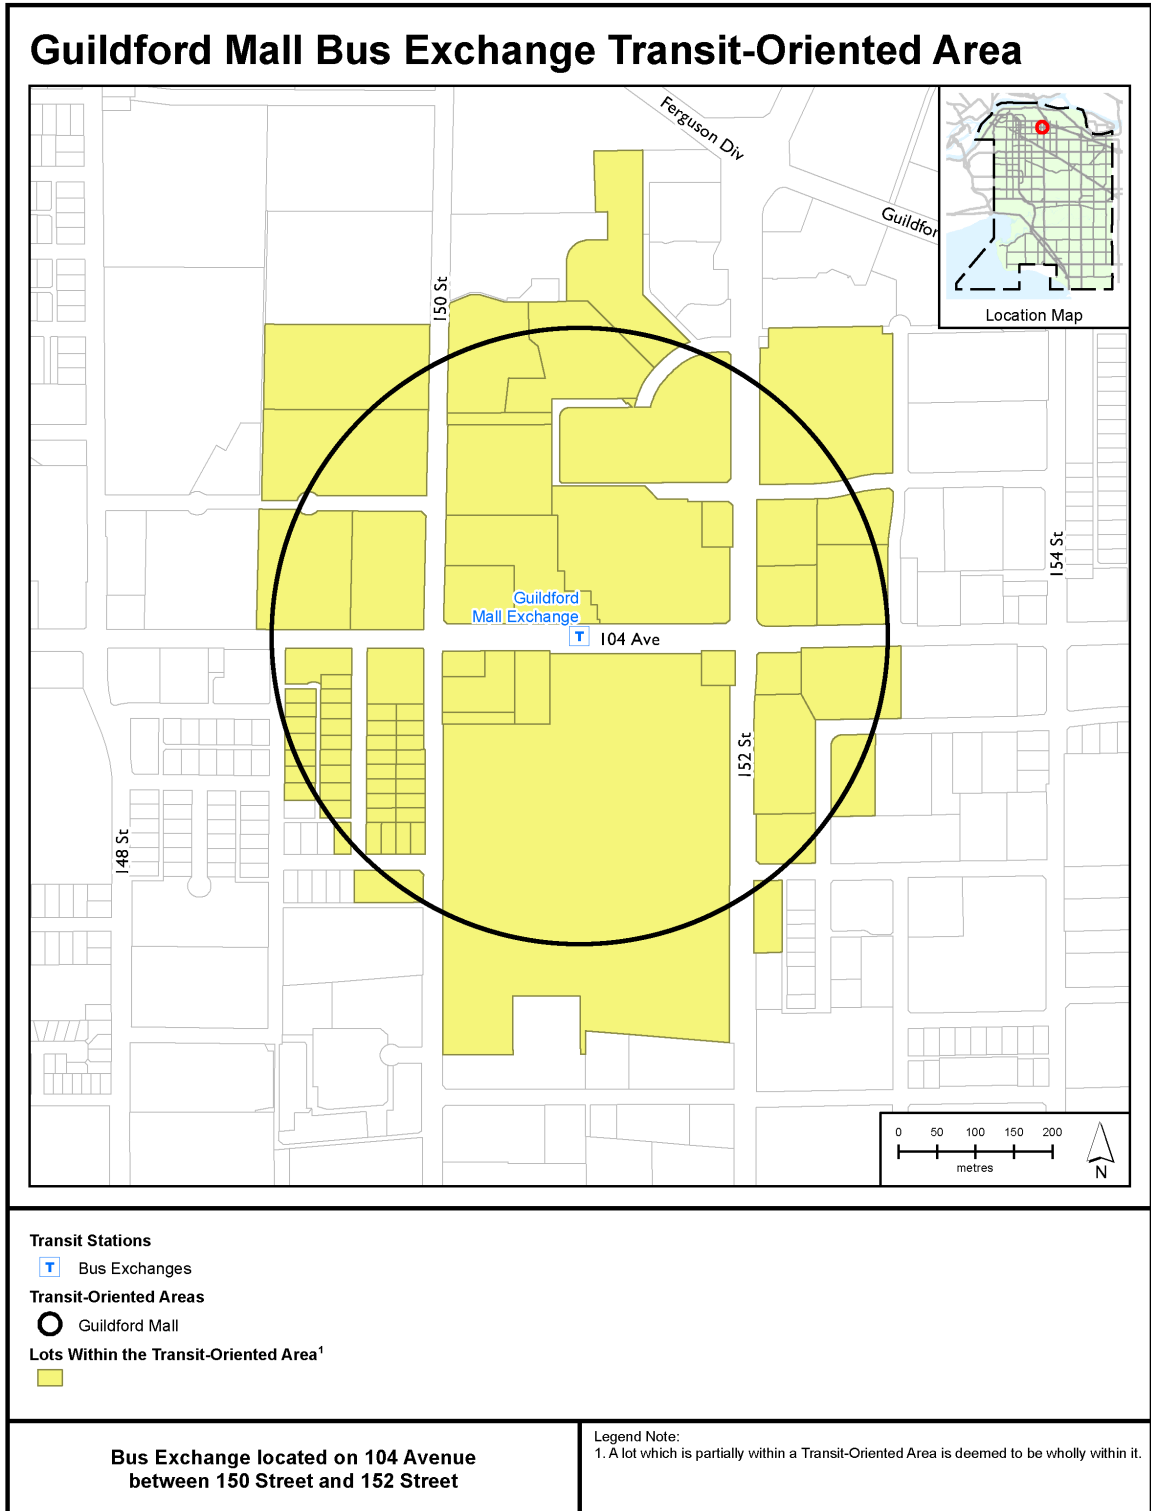 Guildford Mall Bus Exchange Transit-Oriented Area
Ferguson Div
Guildfor
Location Map
150 St
154 St
Guildford
Mall Exchange
T
104 Ave
152 St
148 St
0 50 100 150 200
metres
N
Transit Stations
T Bus Exchanges
Transit-Oriented Areas
Guildford Mall
Lots Within the Transit-Oriented Area¹
Bus Exchange located on 104 Avenue
between 150 Street and 152 Street
Legend Note:
1. A lot which is partially within a Transit-Oriented Area is deemed to be wholly within it.